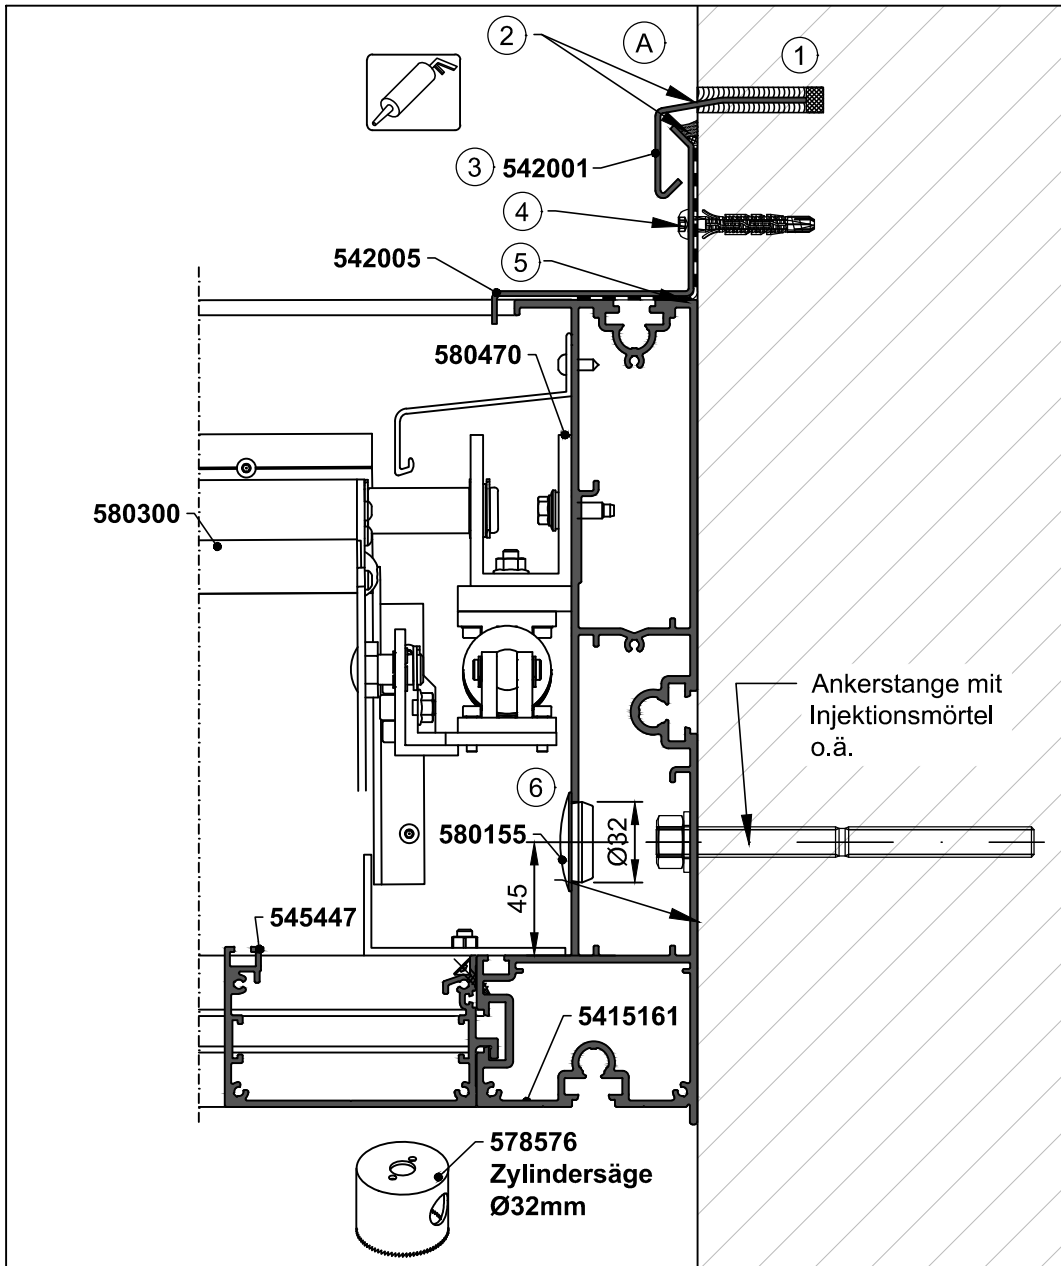 2
A
1
3 542001
4
542005
5
580470
580300
Ankerstange mit
Injektionsmörtel
o.ä.
6
580155
Ø32
45
545447
5415161
578576
Zylindersäge
Ø32mm